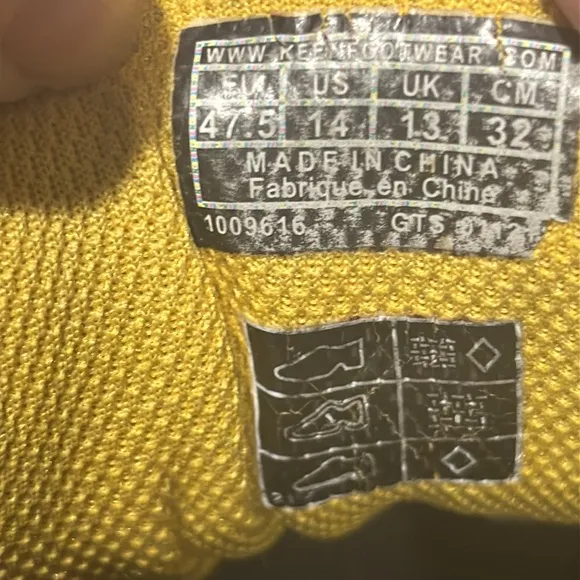 WWW.KEENFOOTWEAR.COM
EU US UK CM
47.5 14 13 32
MADE IN CHINA
Fabriqué en Chine
1009616 GTS